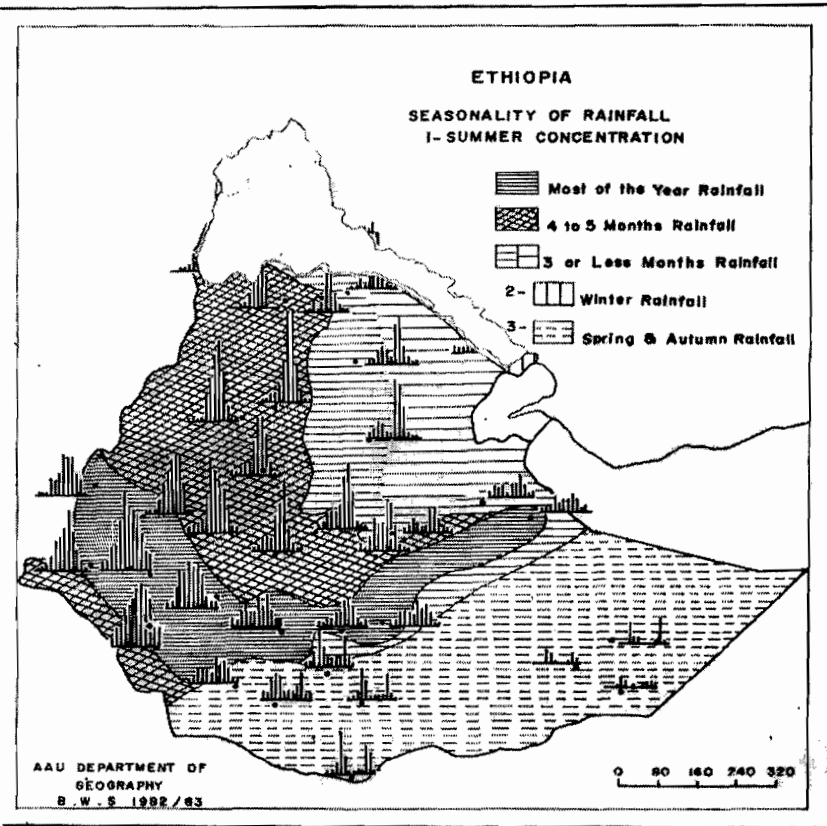 ETHIOPIA
SEASONALITY OF RAINFALL
1- SUMMER CONCENTRATION
Most of the Year Rainfall
4 to 5 Months Rainfall
3 or Less Months Rainfall
2- Winter Rainfall
3- Spring & Autumn Rainfall
AAU DEPARTMENT OF
GEOGRAPHY
B.W.S 1982/83
0 80 160 240 320